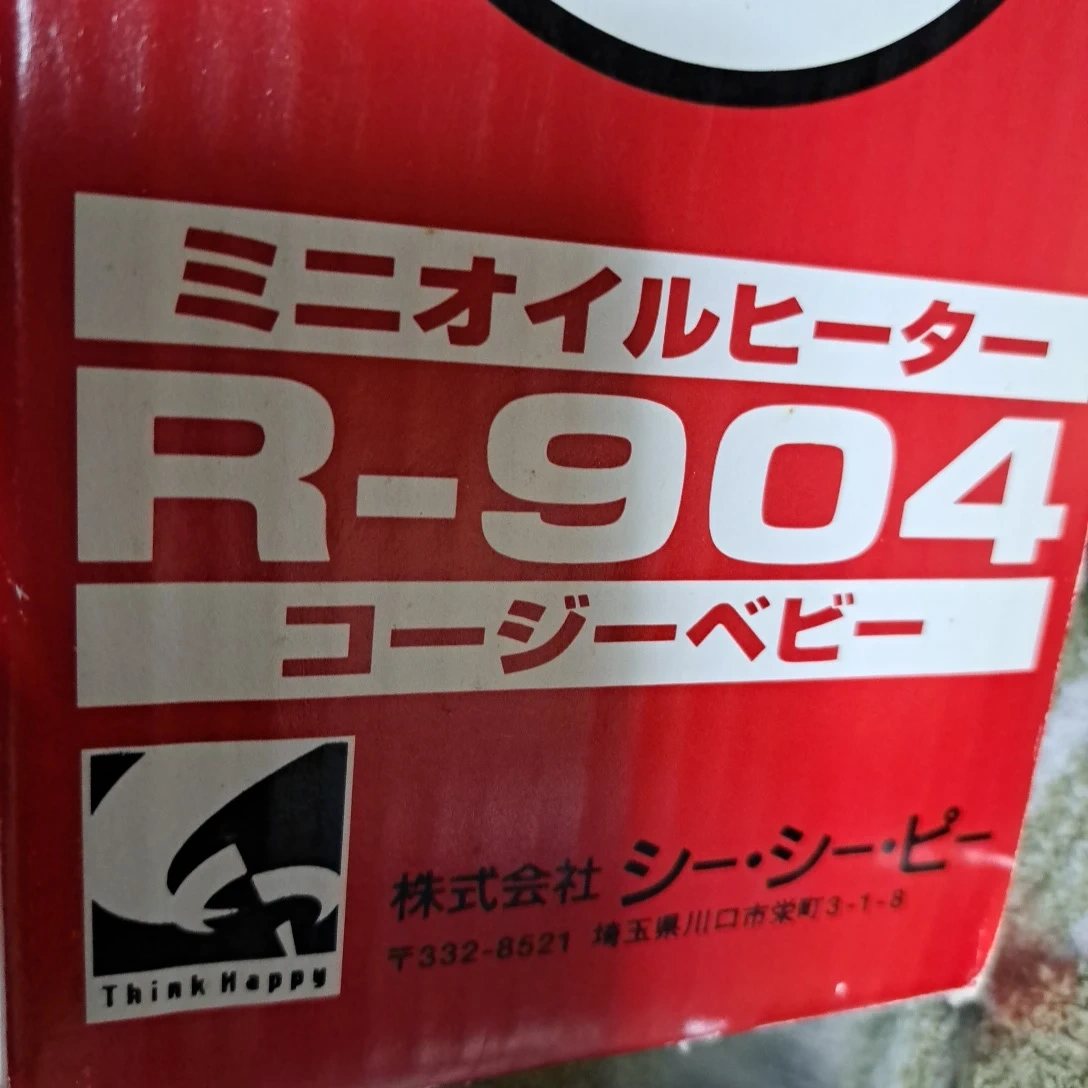 ミニオイルヒーター
R-904
コージーベビー
Think Happy
株式会社 シー・シー・ピー
〒332-8521 埼玉県川口市栄町3-1-8